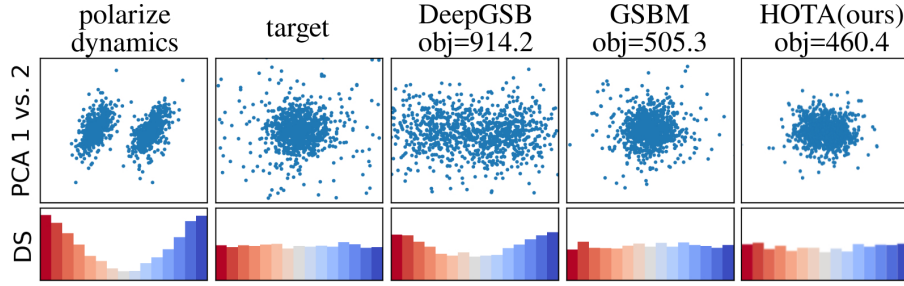 polarize
dynamics
target
DeepGSB
obj=914.2
GSBM
obj=505.3
HOTA(ours)
obj=460.4
PCA 1 vs. 2
DS